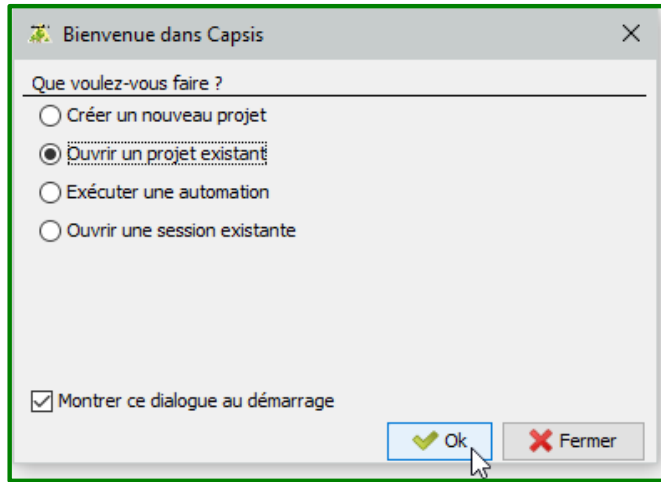 Bienvenue dans Capsis
Que voulez-vous faire ?
Créer un nouveau projet
Ouvrir un projet existant
Exécuter une automation
Ouvrir une session existante
Montrer ce dialogue au démarrage
Ok
Fermer